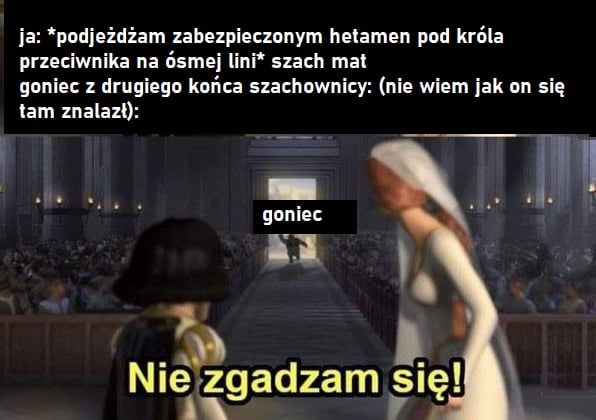 ja: *podjeżdżam zabezpieczonym hetamen pod króla
przeciwnika na ósmej lini* szach mat
goniec z drugiego końca szachownicy: (nie wiem jak on się
tam znalazł):
goniec
Nie zgadzam się!